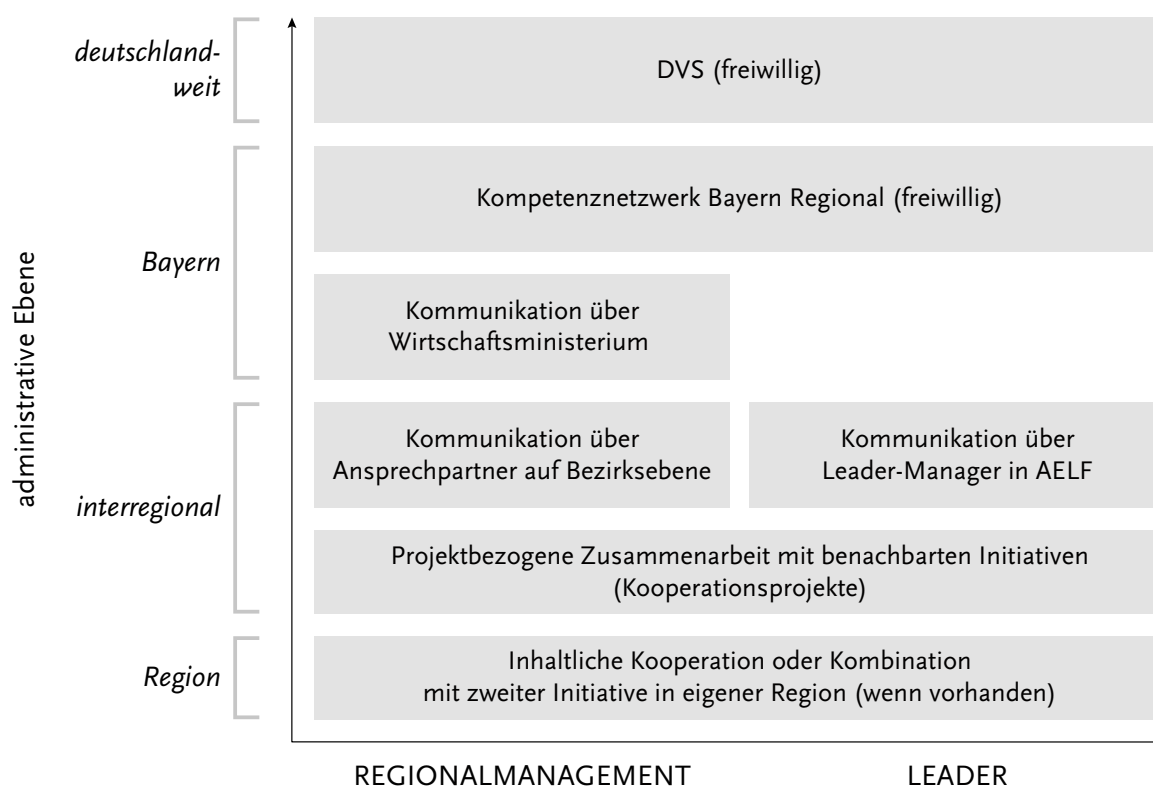 deutschland-
weit
DVS (freiwillig)
Kompetenznetzwerk Bayern Regional (freiwillig)
Bayern
Kommunikation über
Wirtschaftsministerium
administrative Ebene
Kommunikation über
Ansprechpartner auf Bezirksebene
Kommunikation über
Leader-Manager in AELF
interregional
Projektbezogene Zusammenarbeit mit benachbarten Initiativen
(Kooperationsprojekte)
Region
Inhaltliche Kooperation oder Kombination
mit zweiter Initiative in eigener Region (wenn vorhanden)
REGIONALMANAGEMENT
LEADER